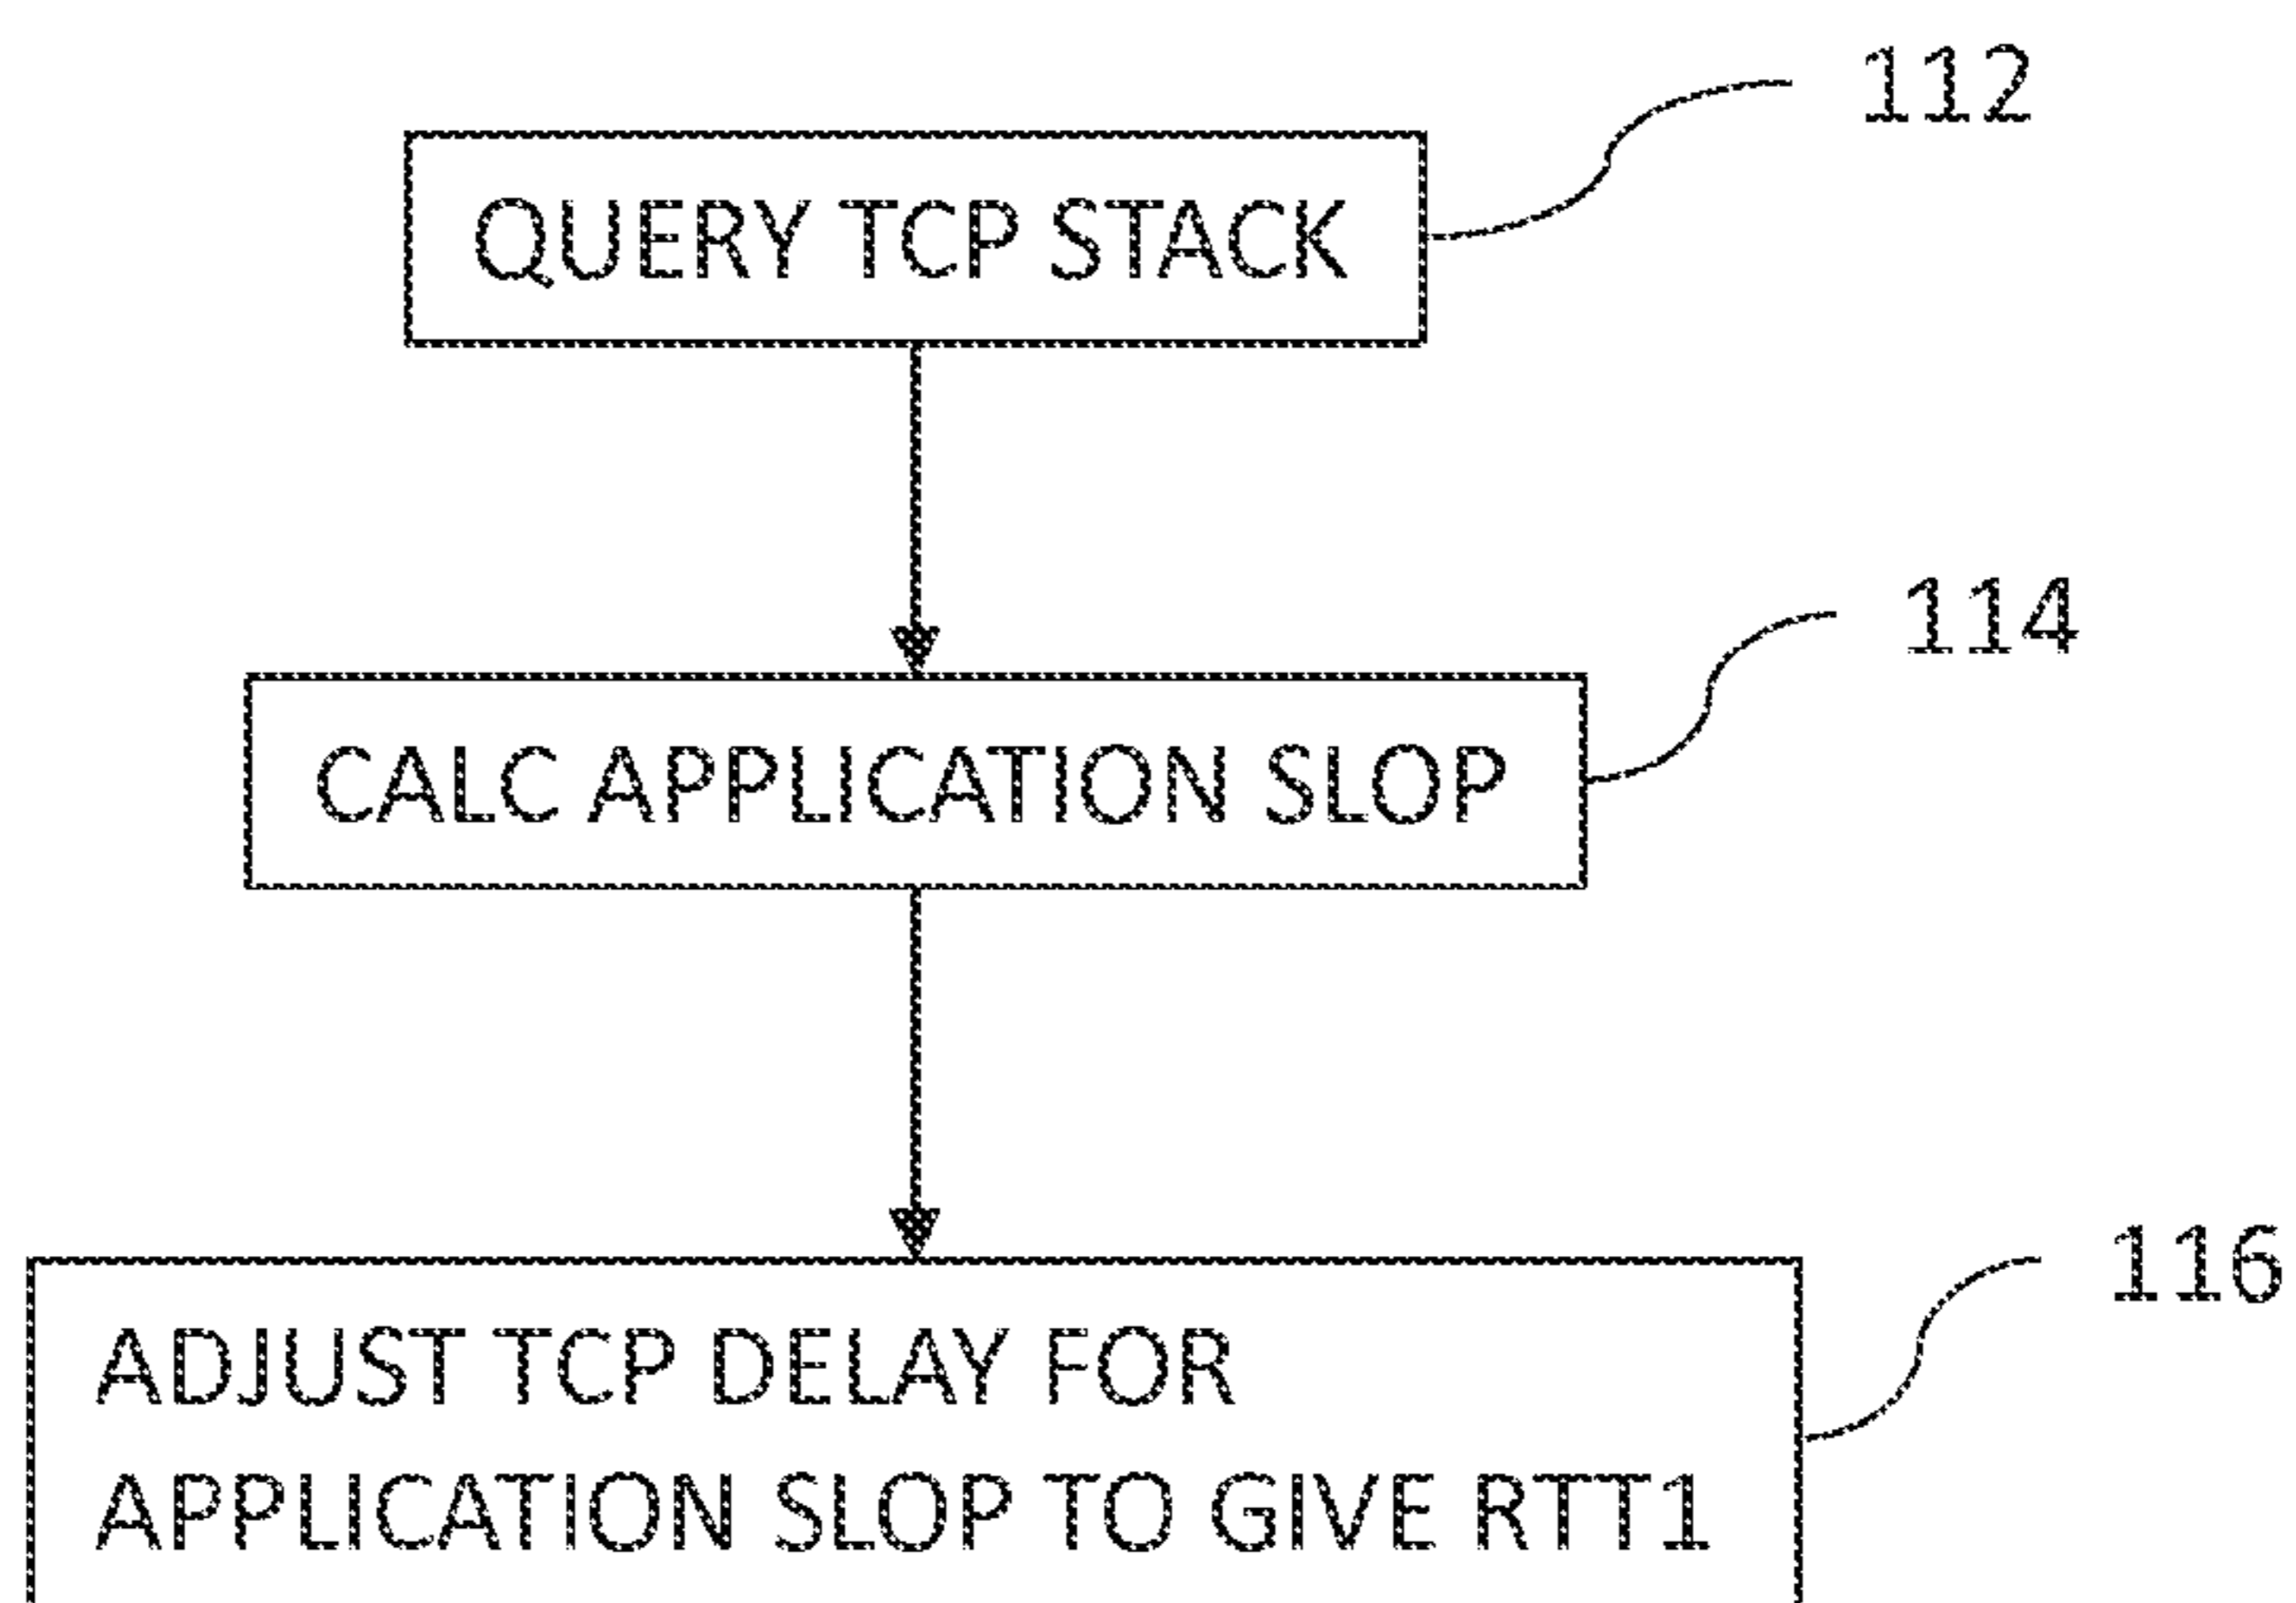 112
QUERY TCP STACK
114
CALC APPLICATION SLOP
116
ADJUST TCP DELAY FOR
APPLICATION SLOP TO GIVE RTT1